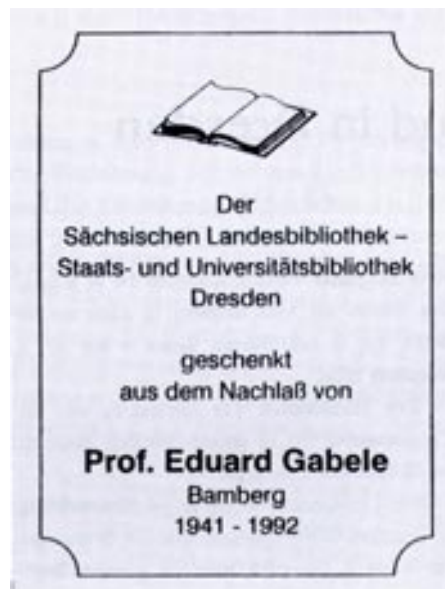 Der
Sächsischen Landesbibliothek –
Staats- und Universitätsbibliothek
Dresden
geschenkt
aus dem Nachlaß von
Prof. Eduard Gabele
Bamberg
1941 - 1992